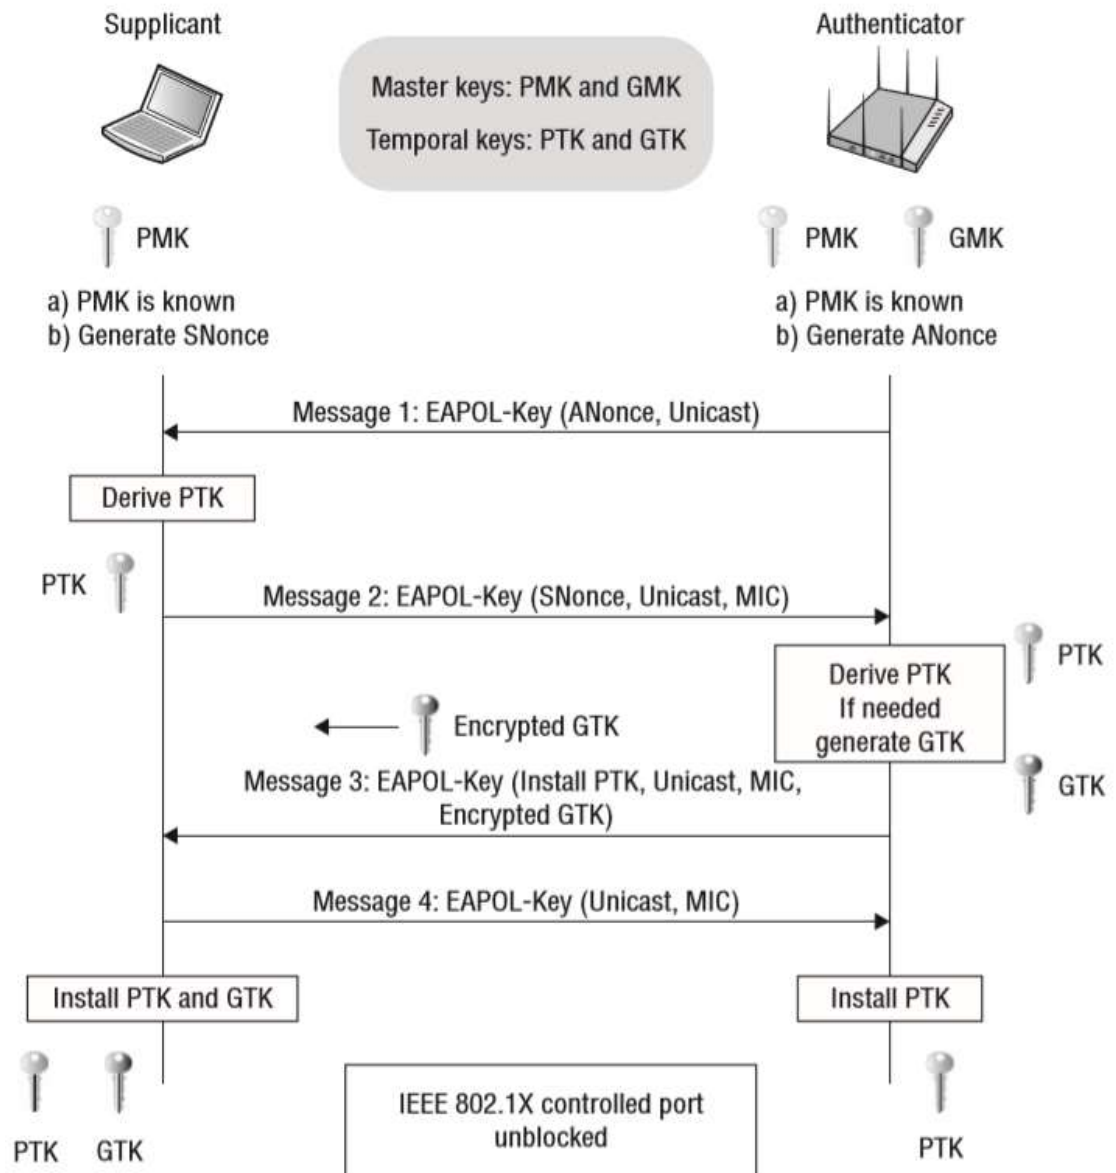 Supplicant
Authenticator
Master keys: PMK and GMK
Temporal keys: PTK and GTK
PMK
PMK
GMK
a) PMK is known
b) Generate SNonce
a) PMK is known
b) Generate ANonce
Message 1: EAPOL-Key (ANonce, Unicast)
Derive PTK
PTK
Message 2: EAPOL-Key (SNonce, Unicast, MIC)
PTK
Derive PTK
If needed
generate GTK
Encrypted GTK
GTK
Message 3: EAPOL-Key (Install PTK, Unicast, MIC,
Encrypted GTK)
Message 4: EAPOL-Key (Unicast, MIC)
Install PTK and GTK
Install PTK
PTK
GTK
IEEE 802.1X controlled port
unblocked
PTK